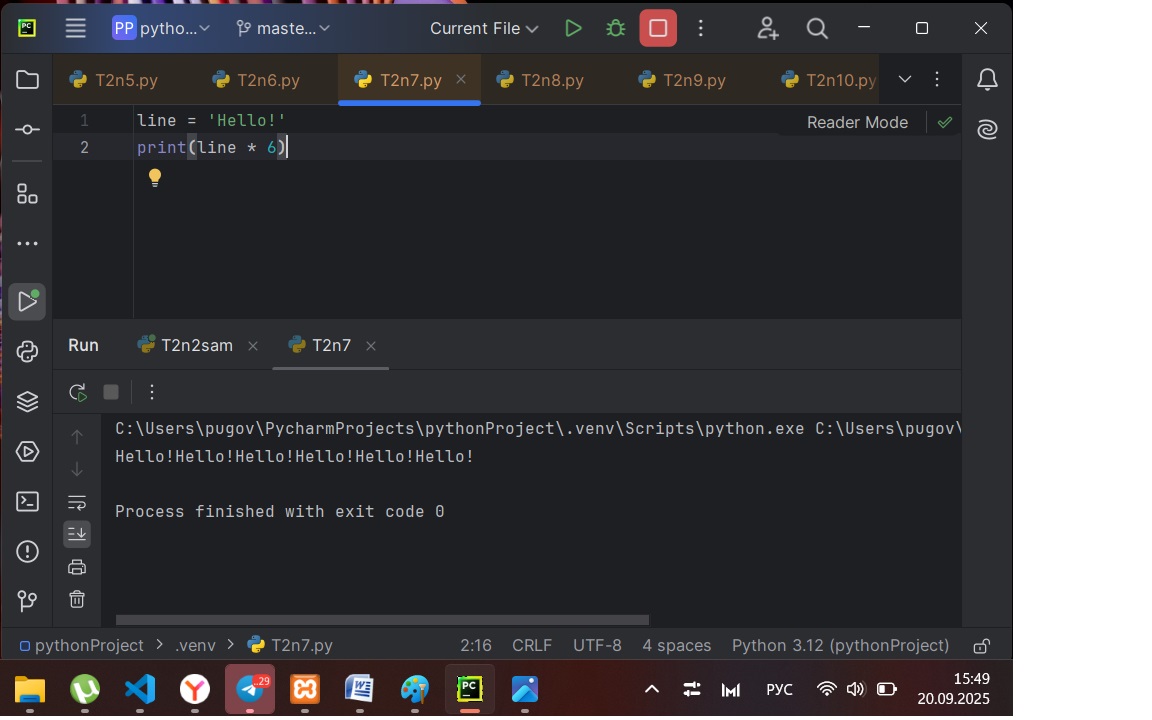 PC PP pytho... maste... Current File
T2n5.py T2n6.py T2n7.py T2n8.py T2n9.py T2n10.py
1 line = 'Hello!'
Reader Mode
2 print(line * 6)
Run T2n2sam T2n7
C:\Users\pugov\PycharmProjects\pythonProject\.venv\Scripts\python.exe C:\Users\pugov\
Hello!Hello!Hello!Hello!Hello!Hello!
Process finished with exit code 0
pythonProject > .venv > T2n7.py 2:16 CRLF UTF-8 4 spaces Python 3.12 (pythonProject)
29 PC РУС 15:49
20.09.2025